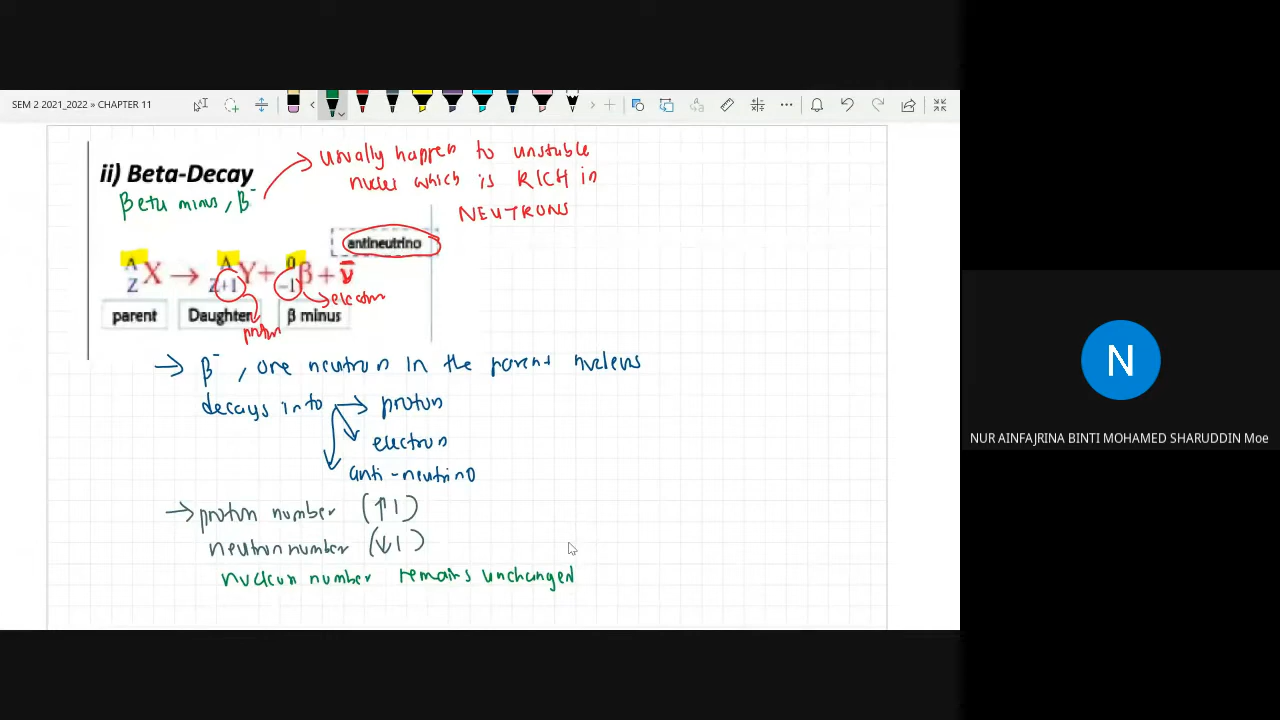 SEM 2 2021_2022 » CHAPTER 11
ii) Beta-Decay
Beta minus, β⁻
usually happen to unstable
nuclei which is RICH in
NEUTRONS
antineutrino
A Z X → A Z+1 Y + 0 −1 β + ν̄
electron
parent Daughter β minus
proton
→ β⁻, one neutron in the parent nucleus
decays into → proton
electron
anti-neutrino
→ proton number (↑1)
neutron number (↓1)
nucleon number remains unchanged
N
NUR AINFAJRINA BINTI MOHAMED SHARUDDIN Moe